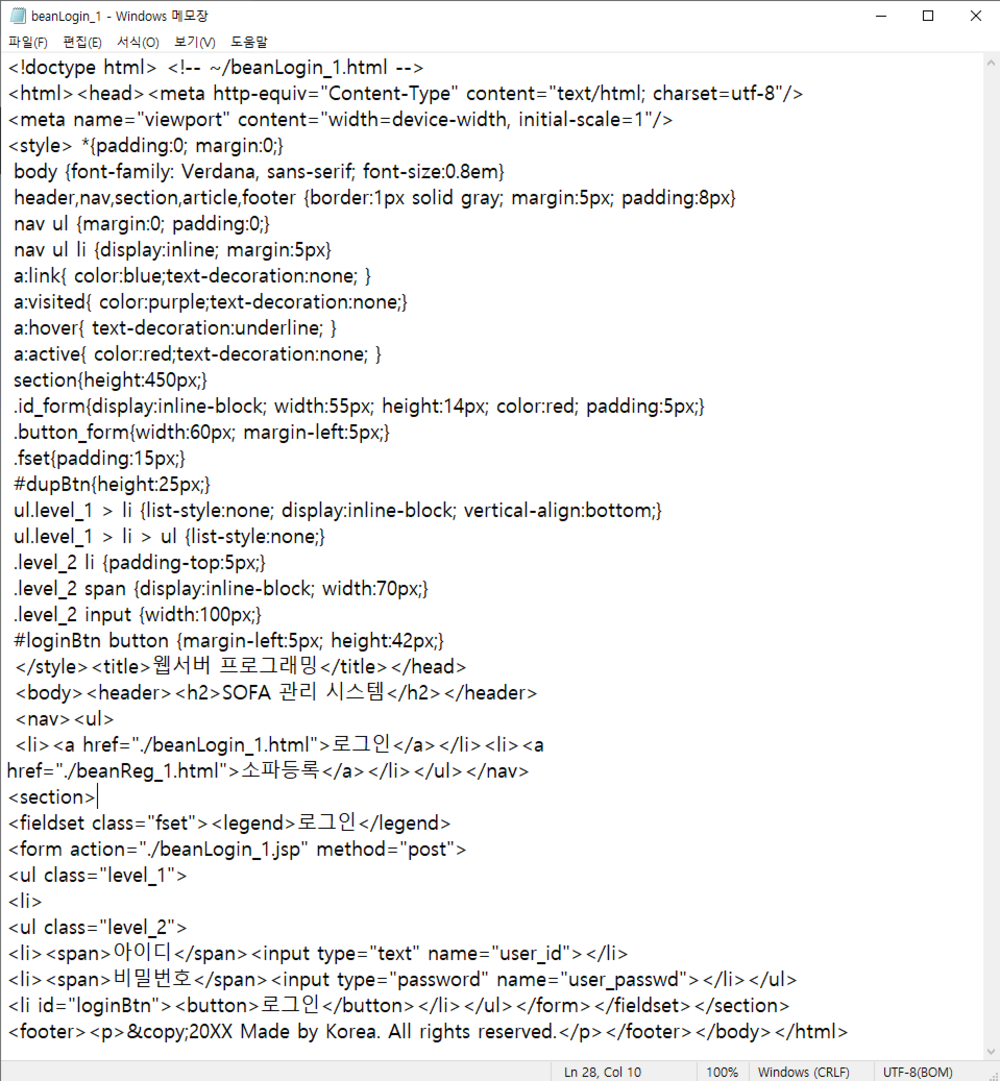 beanLogin_1 - Windows 메모장
파일(F) 편집(E) 서식(O) 보기(V) 도움말
<!doctype html> <!-- ~/beanLogin_1.html -->
<html><head><meta http-equiv="Content-Type" content="text/html; charset=utf-8"/>
<meta name="viewport" content="width=device-width, initial-scale=1"/>
<style> *{padding:0; margin:0;}
body {font-family: Verdana, sans-serif; font-size:0.8em}
header,nav,section,article,footer {border:1px solid gray; margin:5px; padding:8px}
nav ul {margin:0; padding:0;}
nav ul li {display:inline; margin:5px}
a:link{ color:blue;text-decoration:none; }
a:visited{ color:purple;text-decoration:none;}
a:hover{ text-decoration:underline; }
a:active{ color:red;text-decoration:none; }
section{height:450px;}
.id_form{display:inline-block; width:55px; height:14px; color:red; padding:5px;}
.button_form{width:60px; margin-left:5px;}
.fset{padding:15px;}
#dupBtn{height:25px;}
ul.level_1 > li {list-style:none; display:inline-block; vertical-align:bottom;}
ul.level_1 > li > ul {list-style:none;}
.level_2 li {padding-top:5px;}
.level_2 span {display:inline-block; width:70px;}
.level_2 input {width:100px;}
#loginBtn button {margin-left:5px; height:42px;}
</style><title>웹서버 프로그래밍</title></head>
<body><header><h2>SOFA 관리 시스템</h2></header>
<nav><ul>
<li><a href="./beanLogin_1.html">로그인</a></li><li><a
href="./beanReg_1.html">소파등록</a></li></ul></nav>
<section>
<fieldset class="fset"><legend>로그인</legend>
<form action="./beanLogin_1.jsp" method="post">
<ul class="level_1">
<li>
<ul class="level_2">
<li><span>아이디</span><input type="text" name="user_id"></li>
<li><span>비밀번호</span><input type="password" name="user_passwd"></li></ul>
<li id="loginBtn"><button>로그인</button></li></ul></form></fieldset></section>
<footer><p>&copy;20XX Made by Korea. All rights reserved.</p></footer></body></html>
Ln 28, Col 10 100% Windows (CRLF) UTF-8(BOM)